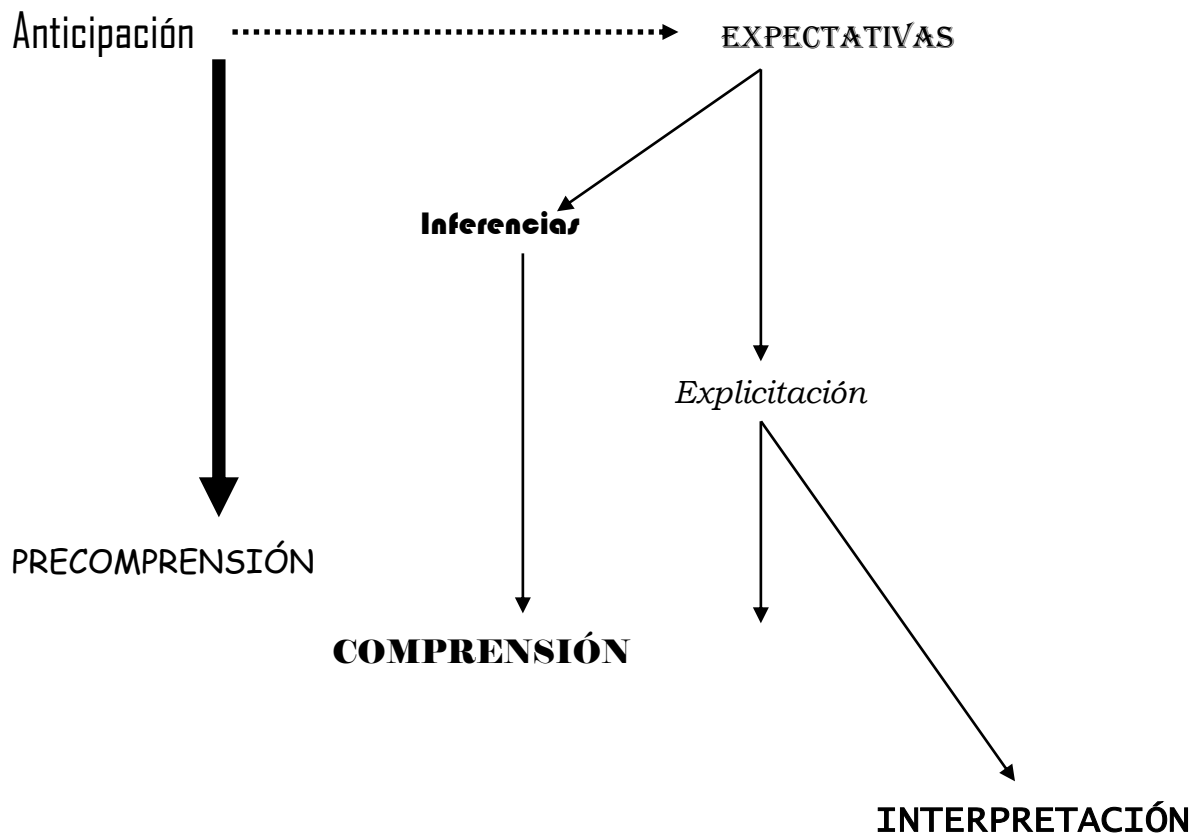 Anticipación
EXPECTATIVAS
Inferencias
Explicitación
PRECOMPRENSIÓN
COMPRENSIÓN
INTERPRETACIÓN